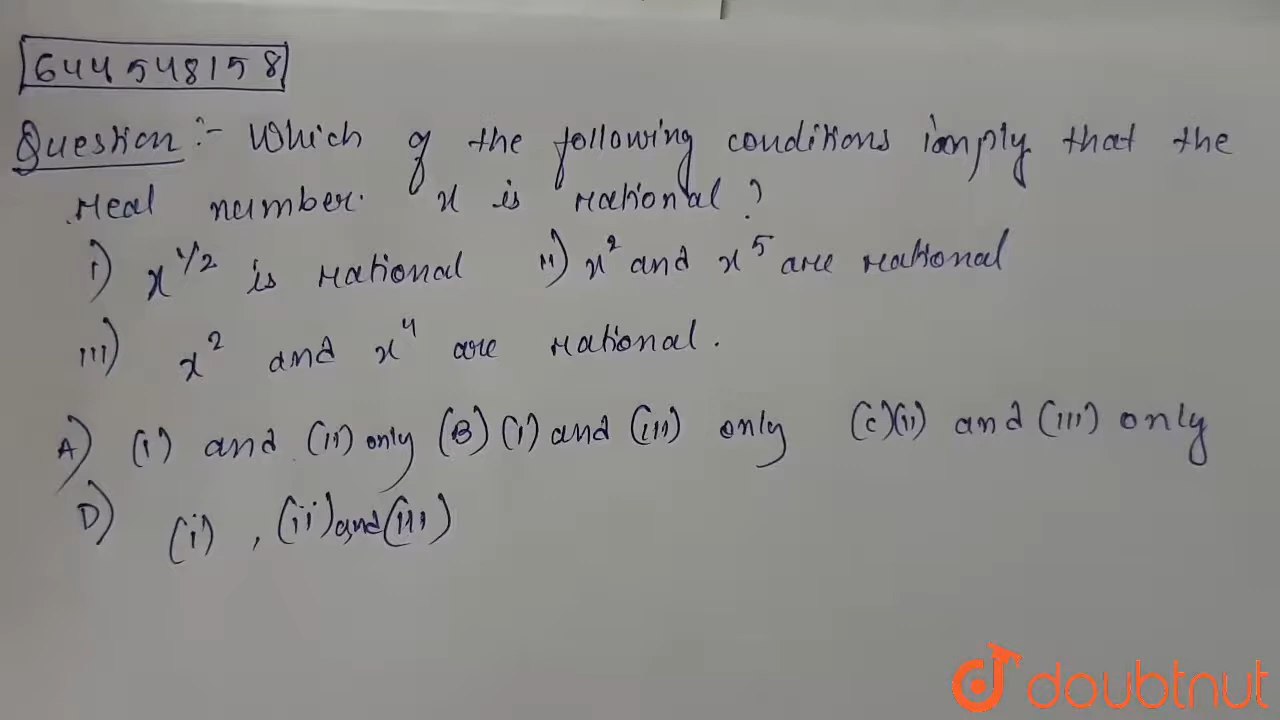 644548158
Question :- Which of the following conditions imply that the
real number x is rational?
i) x^1/2 is rational ii) x^2 and x^5 are rational
iii) x^2 and x^4 are rational.
A) (i) and (ii) only (B) (i) and (iii) only (c)(ii) and (iii) only
D) (i), (ii) and (iii)
doubtnut